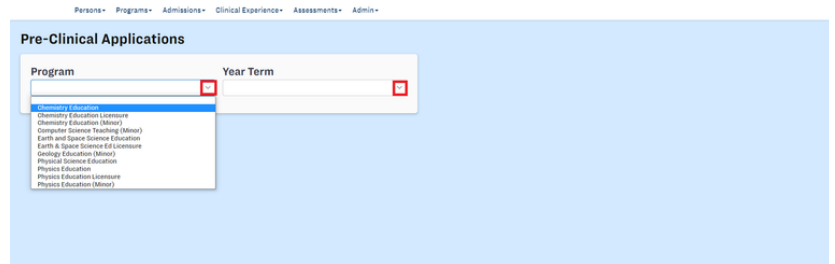 Persons Programs Admissions Clinical Experience Assessments Admin
Pre-Clinical Applications
Program Year Term
Chemistry Education
Chemistry Education Licensure
Chemistry Education (Minor)
Computer Science Teaching (Minor)
Earth and Space Science Education
Earth & Space Science Ed Licensure
Geology Education (Minor)
Physical Science Education
Physics Education
Physics Education Licensure
Physics Education (Minor)